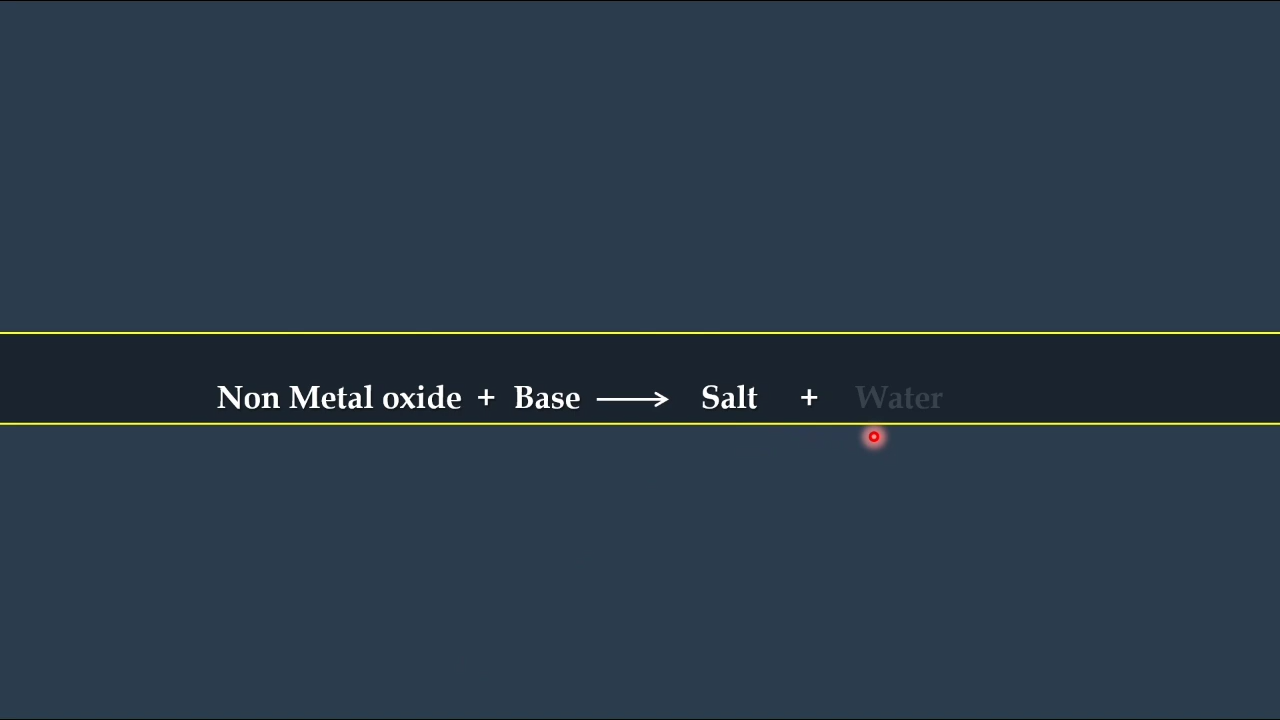 Non Metal oxide + Base ⟶ Salt + Water